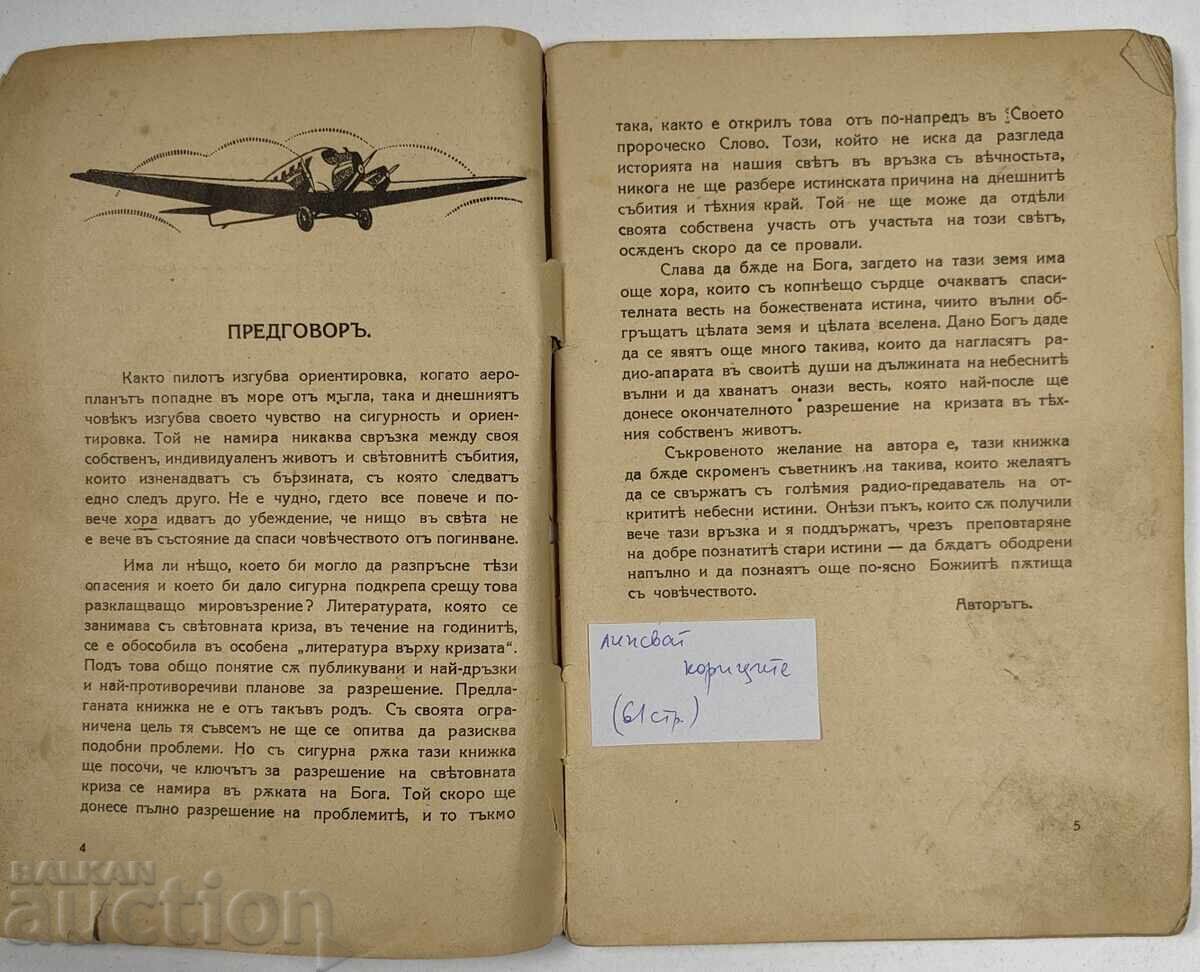 ПРЕДГОВОРЪ.
Както пилотъ изгубва ориентировка, когато аеро-
планътъ попадне въ море отъ мъгла, така и днешниятъ
човѣкъ изгубва своето чувство на сигурность и ориен-
тировка. Той не намира никаква свръзка между своя
собственъ, индивидуаленъ животъ и свѣтовнитѣ събития,
които изненадватъ съ бързината, съ която следватъ
едно следъ друго. Не е чудно, гдето все повече и по-
вече хора идватъ до убеждение, че нищо въ свѣта не
е вече въ състояние да спаси човѣчеството отъ погинване.
Има ли нѣщо, което би могло да разпръсне тѣзи
опасения и което би дало сигурна подкрепа срещу това
разклащващо мировъзрение? Литературата, която се
занимава съ свѣтовната криза, въ течение на годинитѣ,
се е обособила въ особена „литература върху кризата“.
Подъ това общо понятие сѫ публикувани и най-дръзки
и най-противоречиви планове за разрешение. Предла-
ганата книжка не е отъ такъвъ родъ. Съ своята огра-
ничена цель тя съвсемъ не ще се опитва да разисква
подобни проблеми. Но съ сигурна рѫка тази книжка
ще посочи, че ключътъ за разрешение на свѣтовната
криза се намира въ рѫката на Бога. Той скоро ще
донесе пълно разрешение на проблемитѣ, и то тъкмо
4
така, както е открилъ това отъ по-напредъ въ Своето
пророческо Слово. Този, който не иска да разгледа
историята на нашия свѣтъ въ връзка съ вѣчностьта,
никога не ще разбере истинската причина на днешнитѣ
събития и тѣхния край. Той не ще може да отдѣли
своята собствена участь отъ участьта на този свѣтъ,
осѫденъ скоро да се провали.
Слава да бѫде на Бога, загдето на тази земя има
още хора, които съ копнѣещо сърдце очакватъ спаси-
телната весть на божествената истина, чиито вълни об-
гръщатъ цѣлата земя и цѣлата вселена. Дано Богъ даде
да се явятъ още много такива, които да нагласятъ ра-
дио-апарата въ своитѣ души на дължината на небеснитѣ
вълни и да хванатъ онази весть, която най-после ще
донесе окончателното разрешение на кризата въ тѣх-
ния собственъ животъ.
Съкровеното желание на автора е, тази книжка
да бѫде скроменъ съветникъ на такива, които желаятъ
да се свържатъ съ голѣмия радио-предаватель на от-
критѣ небесни истини. Онѣзи пъкъ, които сѫ получили
вече тази връзка и я поддържатъ, чрезъ преповтаряне
на добре познатитѣ стари истини — да бѫдатъ ободрени
напълно и да познаятъ още по-ясно Божиитѣ пѫтища
съ човѣчеството.
Авторътъ.
липсват
кориците
(61 стр.)
5
BALKAN
auction